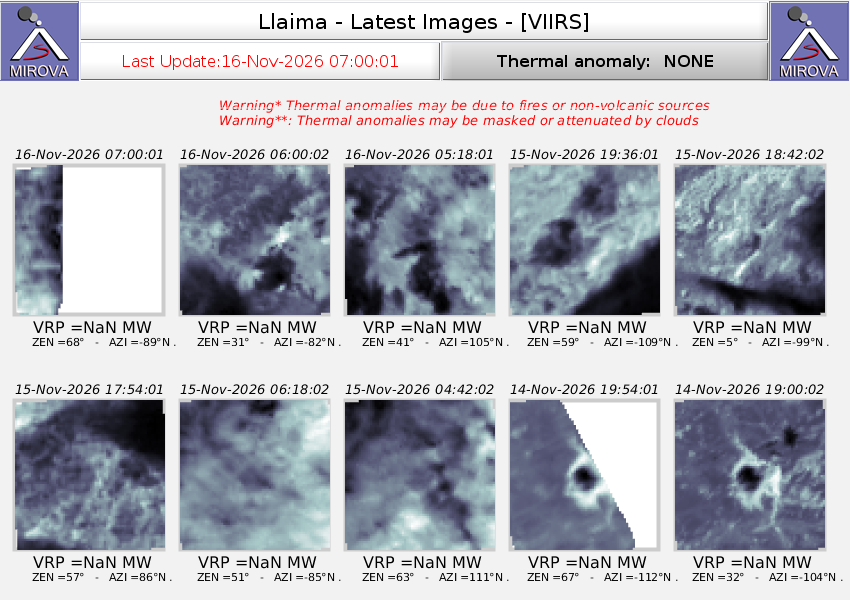 Llaima - Latest Images - [VIIRS]
MIROVA
Last Update:16-Nov-2026 07:00:01
Thermal anomaly: NONE
MIROVA
Warning* Thermal anomalies may be due to fires or non-volcanic sources
Warning**: Thermal anomalies may be masked or attenuated by clouds
16-Nov-2026 07:00:01
16-Nov-2026 06:00:02
16-Nov-2026 05:18:01
15-Nov-2026 19:36:01
15-Nov-2026 18:42:02
VRP =NaN MW
VRP =NaN MW
VRP =NaN MW
VRP =NaN MW
VRP =NaN MW
ZEN =68° - AZI =-89°N .
ZEN =31° - AZI =-82°N .
ZEN =41° - AZI =105°N .
ZEN =59° - AZI =-109°N .
ZEN =5° - AZI =-99°N .
15-Nov-2026 17:54:01
15-Nov-2026 06:18:02
15-Nov-2026 04:42:02
14-Nov-2026 19:54:01
14-Nov-2026 19:00:02
VRP =NaN MW
VRP =NaN MW
VRP =NaN MW
VRP =NaN MW
VRP =NaN MW
ZEN =57° - AZI =86°N .
ZEN =51° - AZI =-85°N .
ZEN =63° - AZI =111°N .
ZEN =67° - AZI =-112°N .
ZEN =32° - AZI =-104°N .